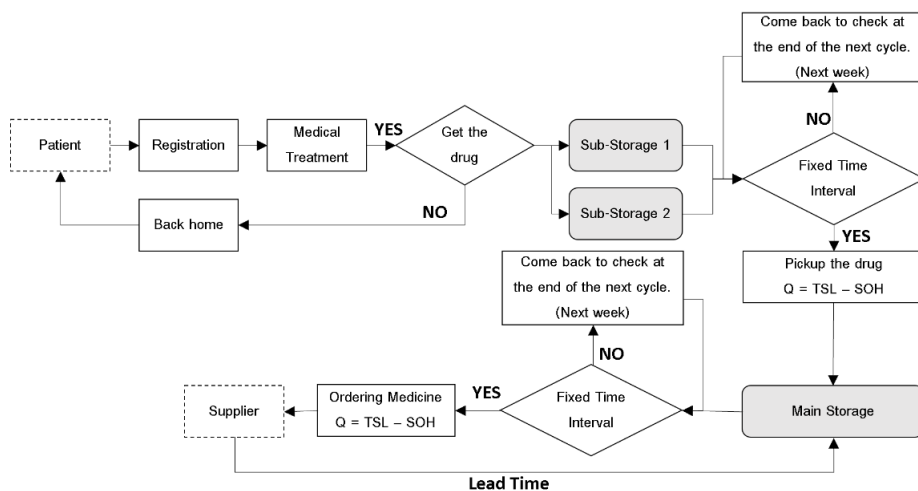 Come back to check at
the end of the next cycle.
(Next week)
NO
Patient
Registration
Medical
Treatment
YES
Get the
drug
Sub-Storage 1
Fixed Time
Interval
Back home
NO
Sub-Storage 2
YES
Come back to check at
the end of the next cycle.
(Next week)
Pickup the drug
Q = TSL – SOH
NO
Supplier
Ordering Medicine
Q = TSL – SOH
YES
Fixed Time
Interval
Main Storage
Lead Time